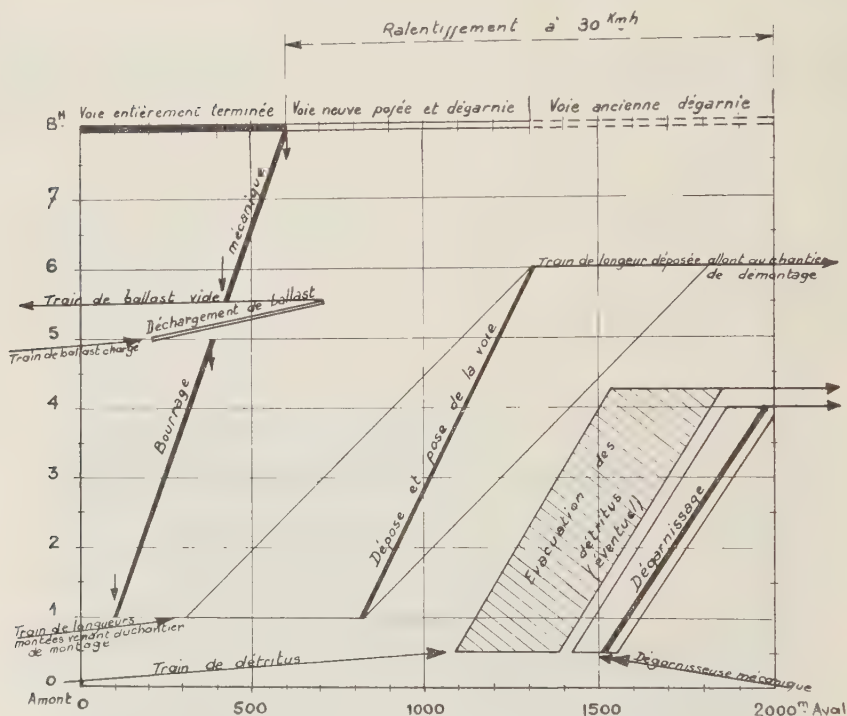 Ralentissement à 30 Kmh
Voie entièrement terminée
Voie neuve posée et dégarnie
Voie ancienne dégarnie
8H
7
mécanique
6
Train de longeur déposée allant au chantier
de démontage
Train de ballast vide
Déchargement de ballast
5
Train de ballast chargé
Bourrage
Dépose et pose de la voie
4
3
Evacuation des
détritus
(éventuel)
Dégarnissage
2
1
Train de longueurs
montées venant du chantier
de montage
Train de détritus
Dégarnisseuse mécanique
0
Amont
0
500
1000
1500
2000m Aval